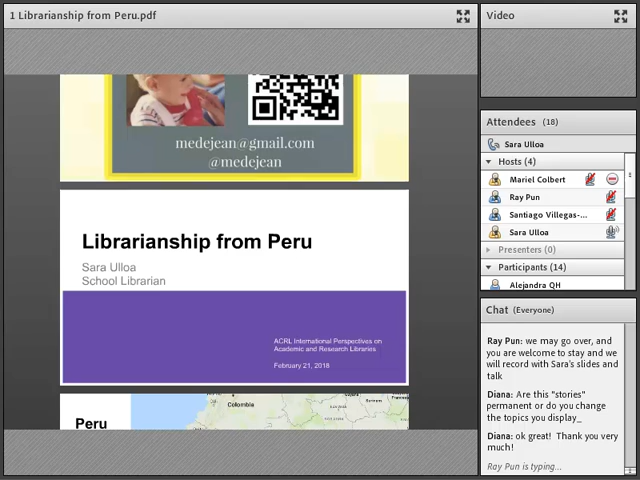 1 Librarianship from Peru.pdf
medejean@gmail.com
@medejean
Librarianship from Peru
Sara Ulloa
School Librarian
ACRL International Perspectives on
Academic and Research Libraries
February 21, 2018
Peru
Colombia
Video
Attendees (18)
Sara Ulloa
Hosts (4)
Mariel Colbert
Ray Pun
Santiago Villegas-...
Sara Ulloa
Presenters (0)
Participants (14)
Alejandra QH
Chat (Everyone)
Ray Pun: we may go over, and
you are welcome to stay and we
will record with Sara's slides and
talk
Diana: Are this "stories"
permanent or do you change
the topics you display_
Diana: ok great! Thank you very
much!
Ray Pun is typing...